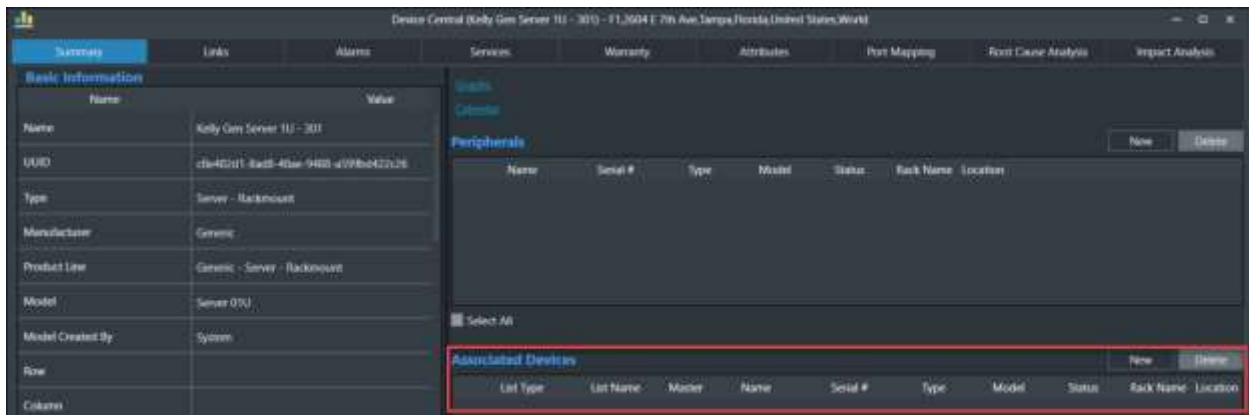 Device Central (Kelly Gen Server 1U - 301) - F1,2604 E 7th Ave,Tampa,Florida,United States,World
Summary Links Alarms Services Warranty Attributes Port Mapping Root Cause Analysis Impact Analysis
Basic Information
Name Value
Name Kelly Gen Server 1U - 301
UUID
Type Server - Rackmount
Manufacturer Generic
Product Line Generic - Server - Rackmount
Model Server 01U
Model Created By System
Row
Column
Graphs
Calendar
Peripherals New Delete
Name Serial # Type Model Status Rack Name Location
Select All
Associated Devices New Delete
List Type List Name Master Name Serial # Type Model Status Rack Name Location